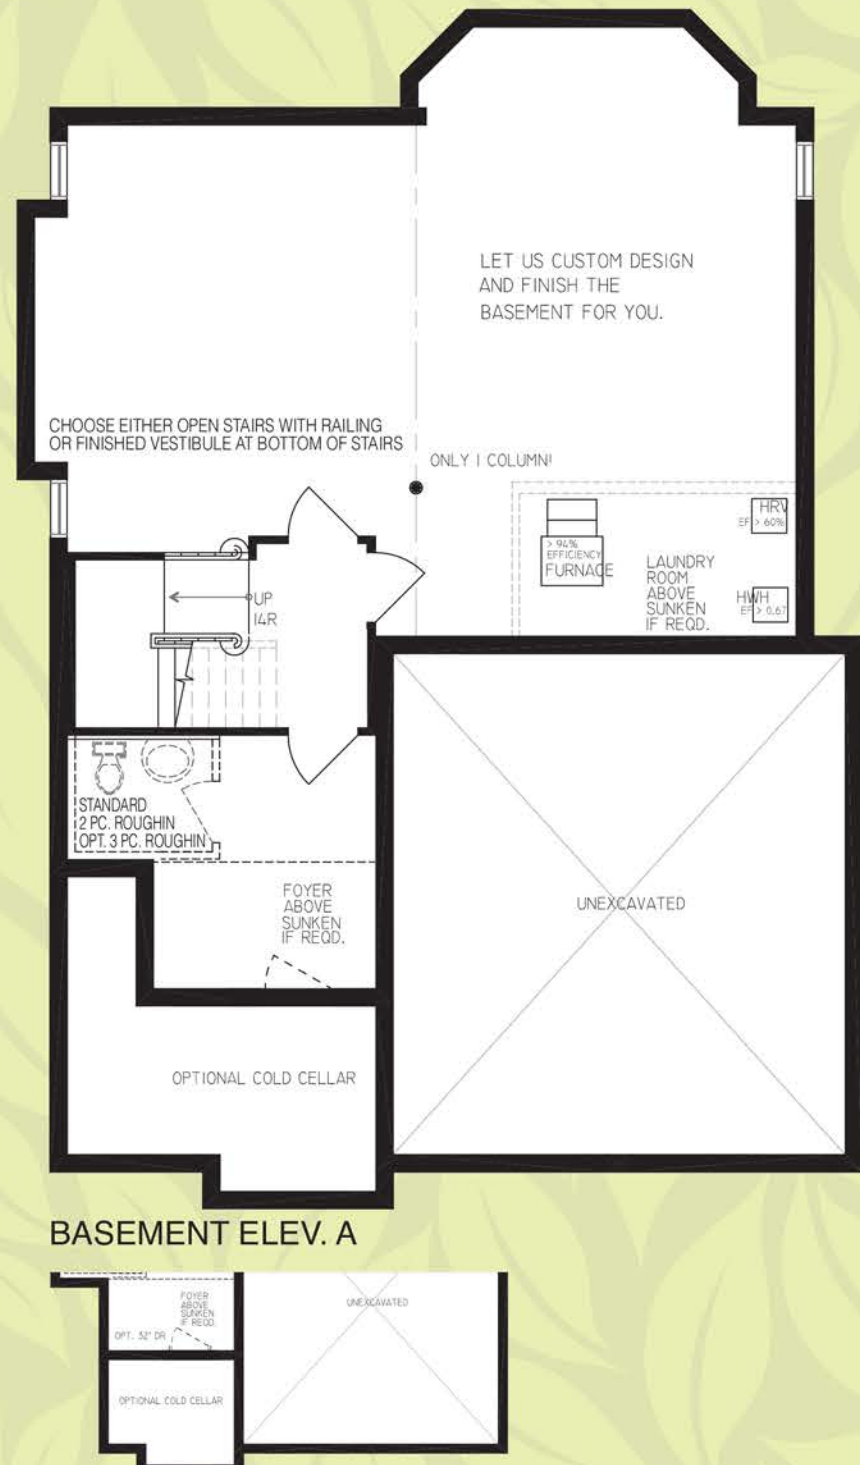 LET US CUSTOM DESIGN
AND FINISH THE
BASEMENT FOR YOU.
CHOOSE EITHER OPEN STAIRS WITH RAILING
OR FINISHED VESTIBULE AT BOTTOM OF STAIRS
ONLY 1 COLUMN!
HRV
EF > 60%
> 94%
EFFICIENCY
FURNACE
LAUNDRY
ROOM
ABOVE
SUNKEN
IF REQD.
HWH
EF > 0.67
UP
14R
STANDARD
2 PC. ROUGHIN
OPT. 3 PC. ROUGHIN
FOYER
ABOVE
SUNKEN
IF REQD.
UNEXCAVATED
OPTIONAL COLD CELLAR
BASEMENT ELEV. A
FOYER
ABOVE
SUNKEN
IF REQD.
OPT. 32" DR
UNEXCAVATED
OPTIONAL COLD CELLAR